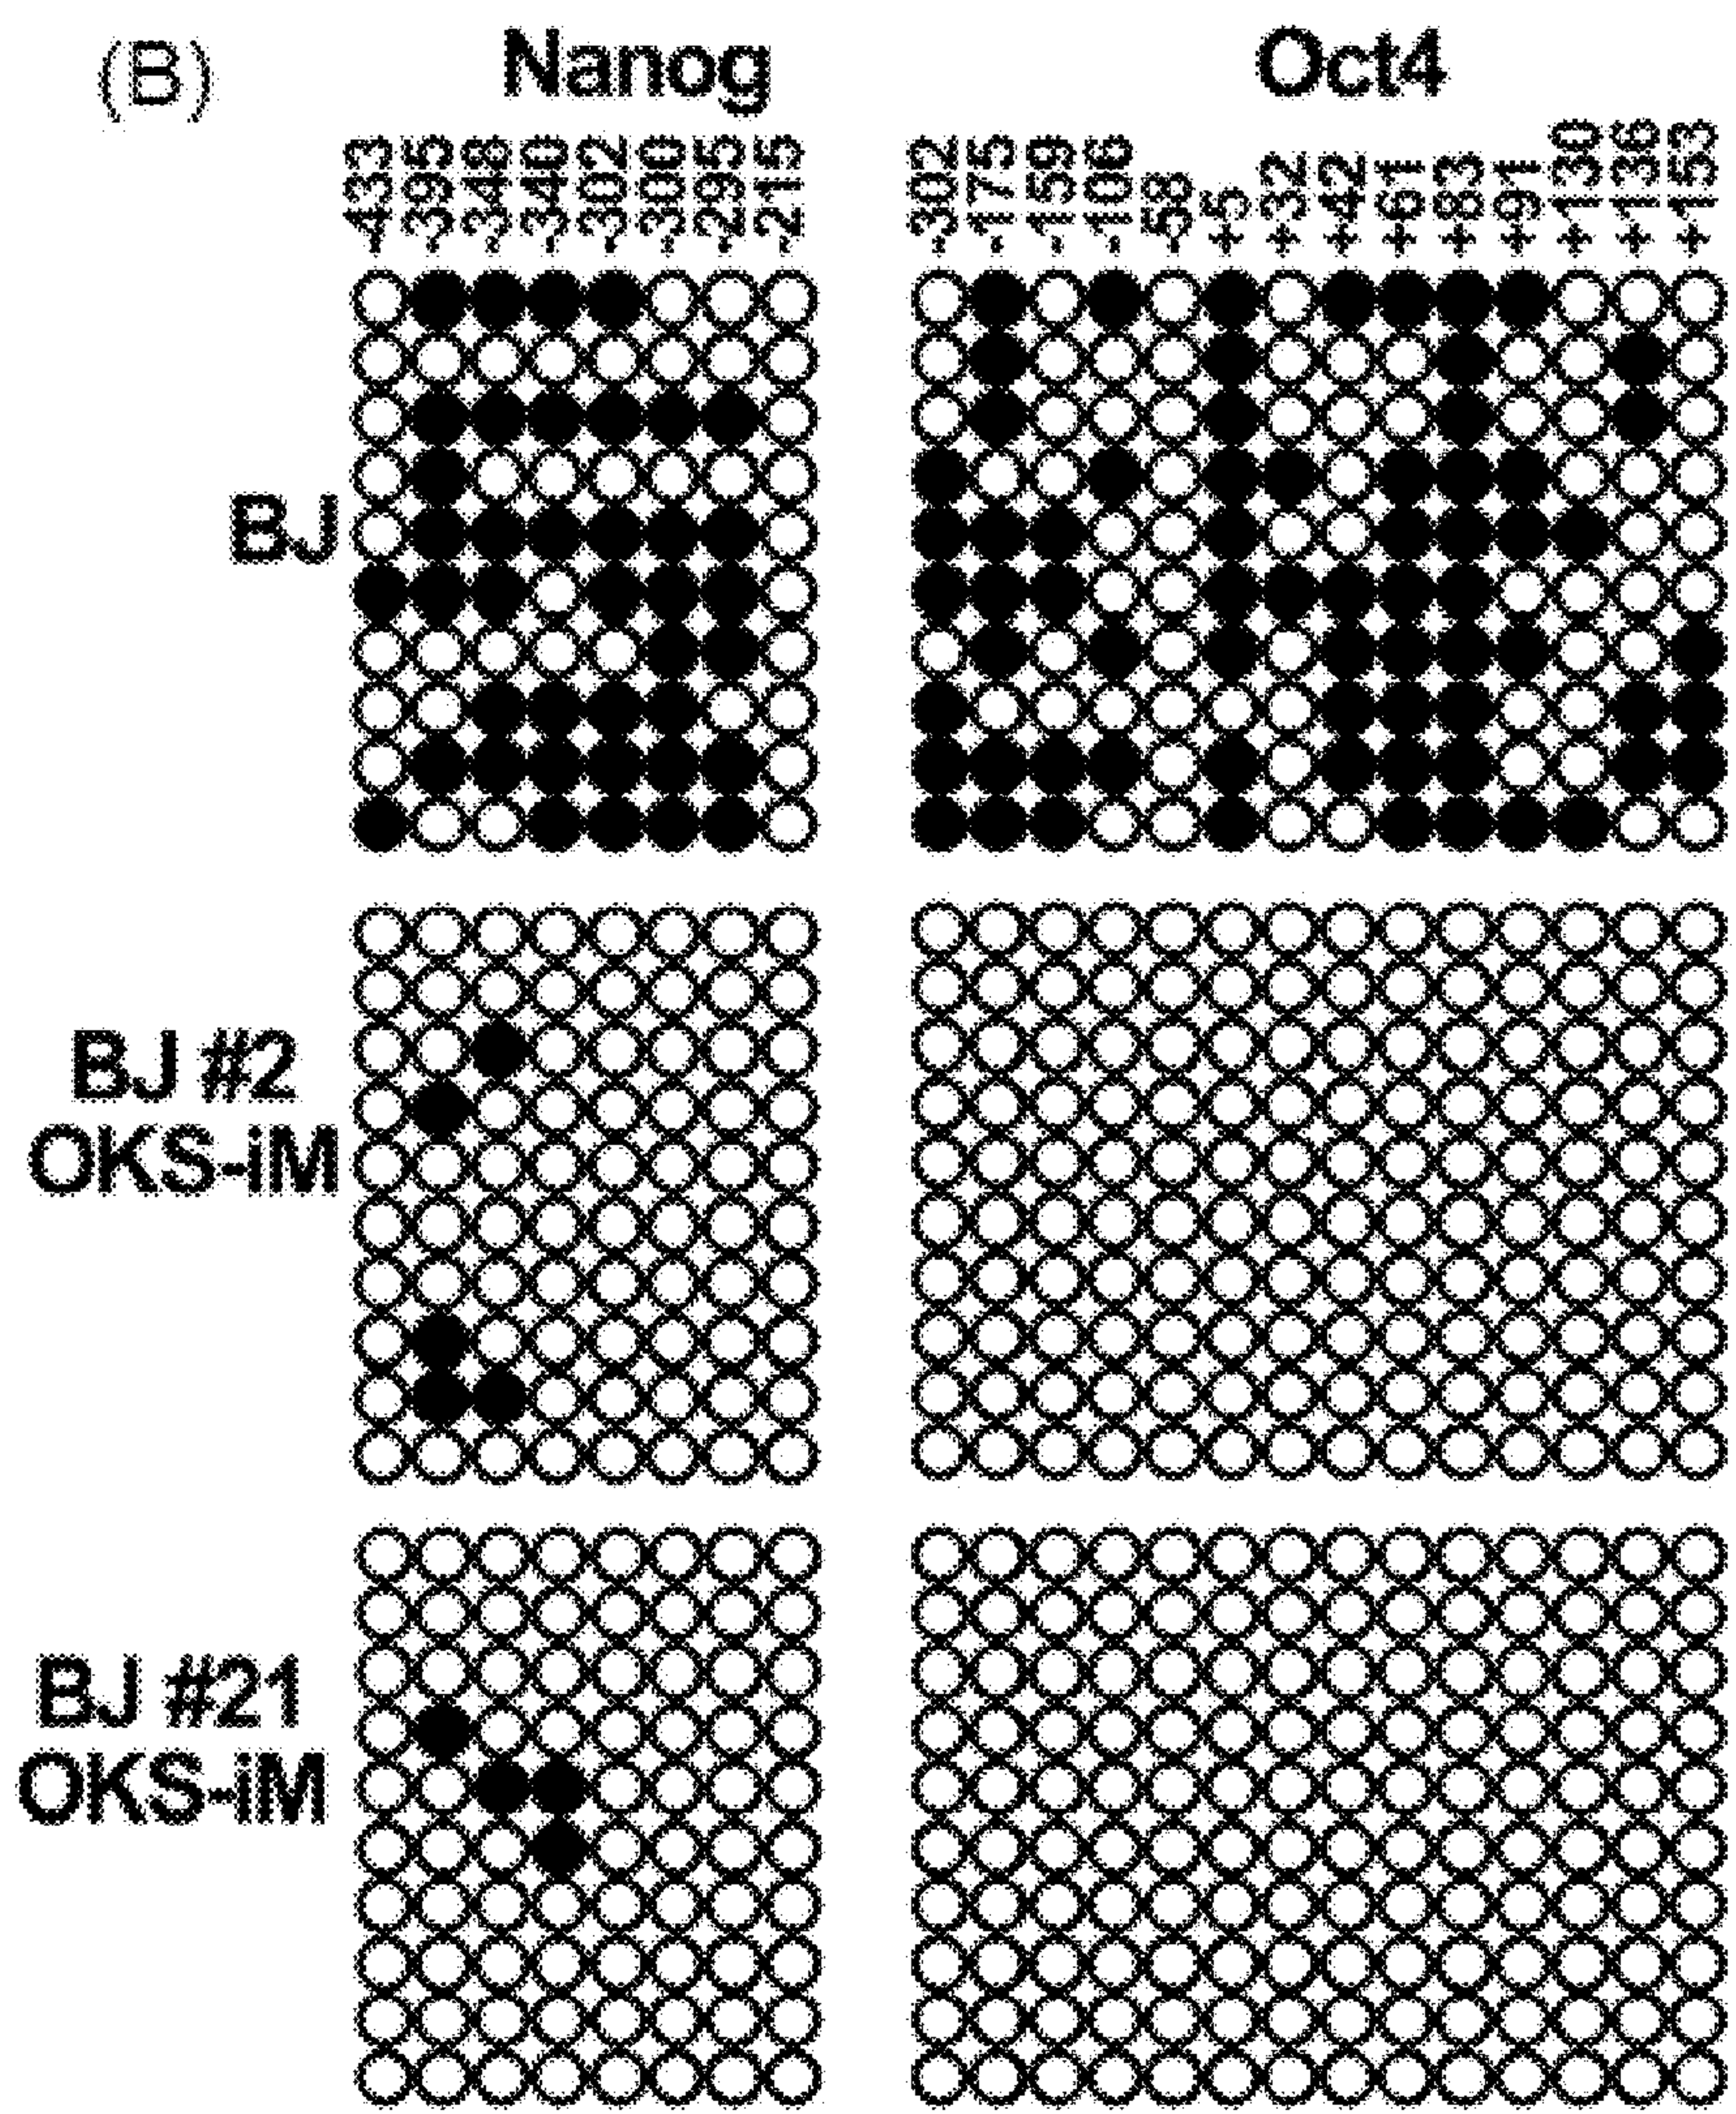 (B) Nanog Oct4
-433 -395 -348 -340 -302 -300 -295 -215 -302 -175 -159 -106 -58 +5 +32 +42 +61 +83 +91 +130 +136 +153
BJ
BJ #2
OKS-iM
BJ #21
OKS-iM